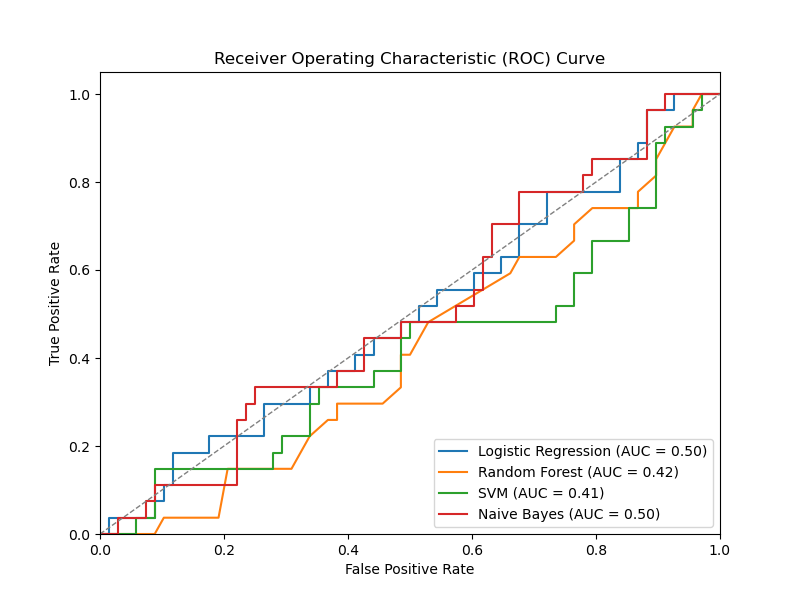 Receiver Operating Characteristic (ROC) Curve
True Positive Rate
1.0
0.8
0.6
0.4
0.2
0.0
Logistic Regression (AUC = 0.50)
Random Forest (AUC = 0.42)
SVM (AUC = 0.41)
Naive Bayes (AUC = 0.50)
0.0 0.2 0.4 0.6 0.8 1.0
False Positive Rate